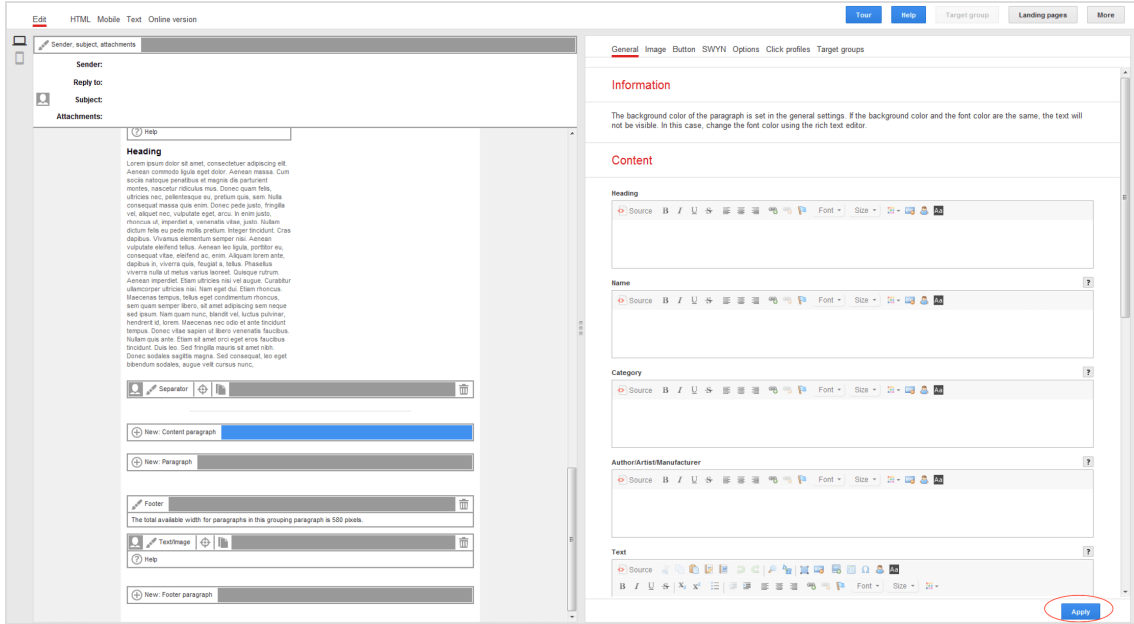 Edit HTML Mobile Text Online version
Tour Help Target group Landing pages More
Sender, subject, attachments
Sender:
Reply to:
Subject:
Attachments:
Help
Heading
Lorem ipsum dolor sit amet, consectetuer adipiscing elit.
Aenean commodo ligula eget dolor. Aenean massa. Cum
sociis natoque penatibus et magnis dis parturient
montes, nascetur ridiculus mus. Donec quam felis,
ultricies nec, pellentesque eu, pretium quis, sem. Nulla
consequat massa quis enim. Donec pede justo, fringilla
vel, aliquet nec, vulputate eget, arcu. In enim justo,
rhoncus ut, imperdiet a, venenatis vitae, justo. Nullam
dictum felis eu pede mollis pretium. Integer tincidunt. Cras
dapibus. Vivamus elementum semper nisi. Aenean
vulputate eleifend tellus. Aenean leo ligula, porttitor eu,
consequat vitae, eleifend ac, enim. Aliquam lorem ante,
dapibus in, viverra quis, feugiat a, tellus. Phasellus
viverra nulla ut metus varius laoreet. Quisque rutrum.
Aenean imperdiet. Etiam ultricies nisi vel augue. Curabitur
ullamcorper ultricies nisi. Nam eget dui. Etiam rhoncus.
Maecenas tempus, tellus eget condimentum rhoncus,
sem quam semper libero, sit amet adipiscing sem neque
sed ipsum. Nam quam nunc, blandit vel, luctus pulvinar,
hendrerit id, lorem. Maecenas nec odio et ante tincidunt
tempus. Donec vitae sapien ut libero venenatis faucibus.
Nullam quis ante. Etiam sit amet orci eget eros faucibus
tincidunt. Duis leo. Sed fringilla mauris sit amet nibh.
Donec sodales sagittis magna. Sed consequat, leo eget
bibendum sodales, augue velit cursus nunc,
Separator
New: Content paragraph
New: Paragraph
Footer
The total available width for paragraphs in this grouping paragraph is 580 pixels.
Text/Image
Help
New: Footer paragraph
General Image Button SWYN Options Click profiles Target groups
Information
The background color of the paragraph is set in the general settings. If the background color and the font color are the same, the text will
not be visible. In this case, change the font color using the rich text editor.
Content
Heading
Source B I U S Font Size Aa
Name ?
Source B I U S Font Size Aa
Category ?
Source B I U S Font Size Aa
Author/Artist/Manufacturer ?
Source B I U S Font Size Aa
Text ?
Source Ω Aa
B I U S X₂ X² Font Size
Apply